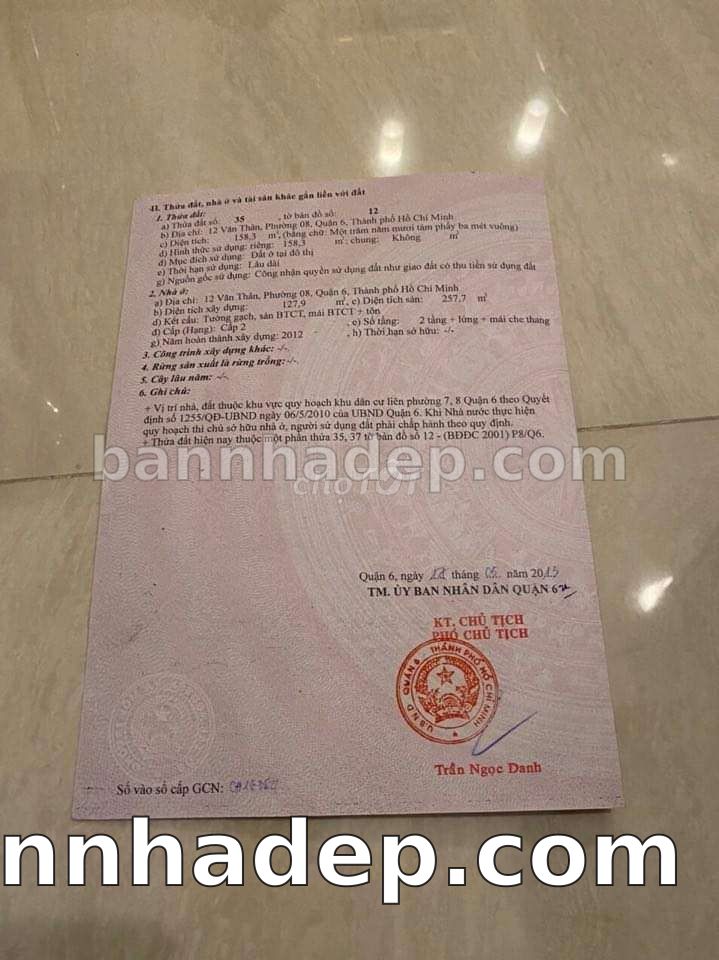 II. Thửa đất, nhà ở và tài sản khác gắn liền với đất
1. Thửa đất:
a) Thửa đất số: 35 , tờ bản đồ số: 12
b) Địa chỉ: 12 Văn Thân, Phường 08, Quận 6, Thành phố Hồ Chí Minh
c) Diện tích: 158,3 m², (bằng chữ: Một trăm năm mươi tám phẩy ba mét vuông)
d) Hình thức sử dụng: riêng: 158,3 m²; chung: Không m²
đ) Mục đích sử dụng: Đất ở tại đô thị
e) Thời hạn sử dụng: Lâu dài
g) Nguồn gốc sử dụng: Công nhận quyền sử dụng đất như giao đất có thu tiền sử dụng đất
2. Nhà ở:
a) Địa chỉ: 12 Văn Thân, Phường 08, Quận 6, Thành phố Hồ Chí Minh
b) Diện tích xây dựng: 127,9 m², c) Diện tích sàn: 257,7 m²
d) Kết cấu: Tường gạch, sàn BTCT, mái BTCT + tôn
đ) Cấp (Hạng): Cấp 2 , e) Số tầng: 2 tầng + lửng + mái che thang
g) Năm hoàn thành xây dựng: 2012 , h) Thời hạn sở hữu: -/-
3. Công trình xây dựng khác: -/-
4. Rừng sản xuất là rừng trồng: -/-
5. Cây lâu năm: -/-
6. Ghi chú:
+ Vị trí nhà, đất thuộc khu vực quy hoạch khu dân cư liên phường 7, 8 Quận 6 theo Quyết
định số 1255/QĐ-UBND ngày 06/5/2010 của UBND Quận 6. Khi Nhà nước thực hiện
quy hoạch thì chủ sở hữu nhà ở, người sử dụng đất phải chấp hành theo quy định.
+ Thửa đất hiện nay thuộc một phần thửa 35, 37 tờ bản đồ số 12 - (BĐĐC 2001) P8/Q6.
bannhadep.com
chợTỐT
Quận 6, ngày tháng 05 năm 2013
TM. ỦY BAN NHÂN DÂN QUẬN 6
KT. CHỦ TỊCH
PHÓ CHỦ TỊCH
U.B.N.D QUẬN 6 - THÀNH PHỐ HỒ CHÍ MINH
Trần Ngọc Danh
Số vào sổ cấp GCN:
nnhadep.com